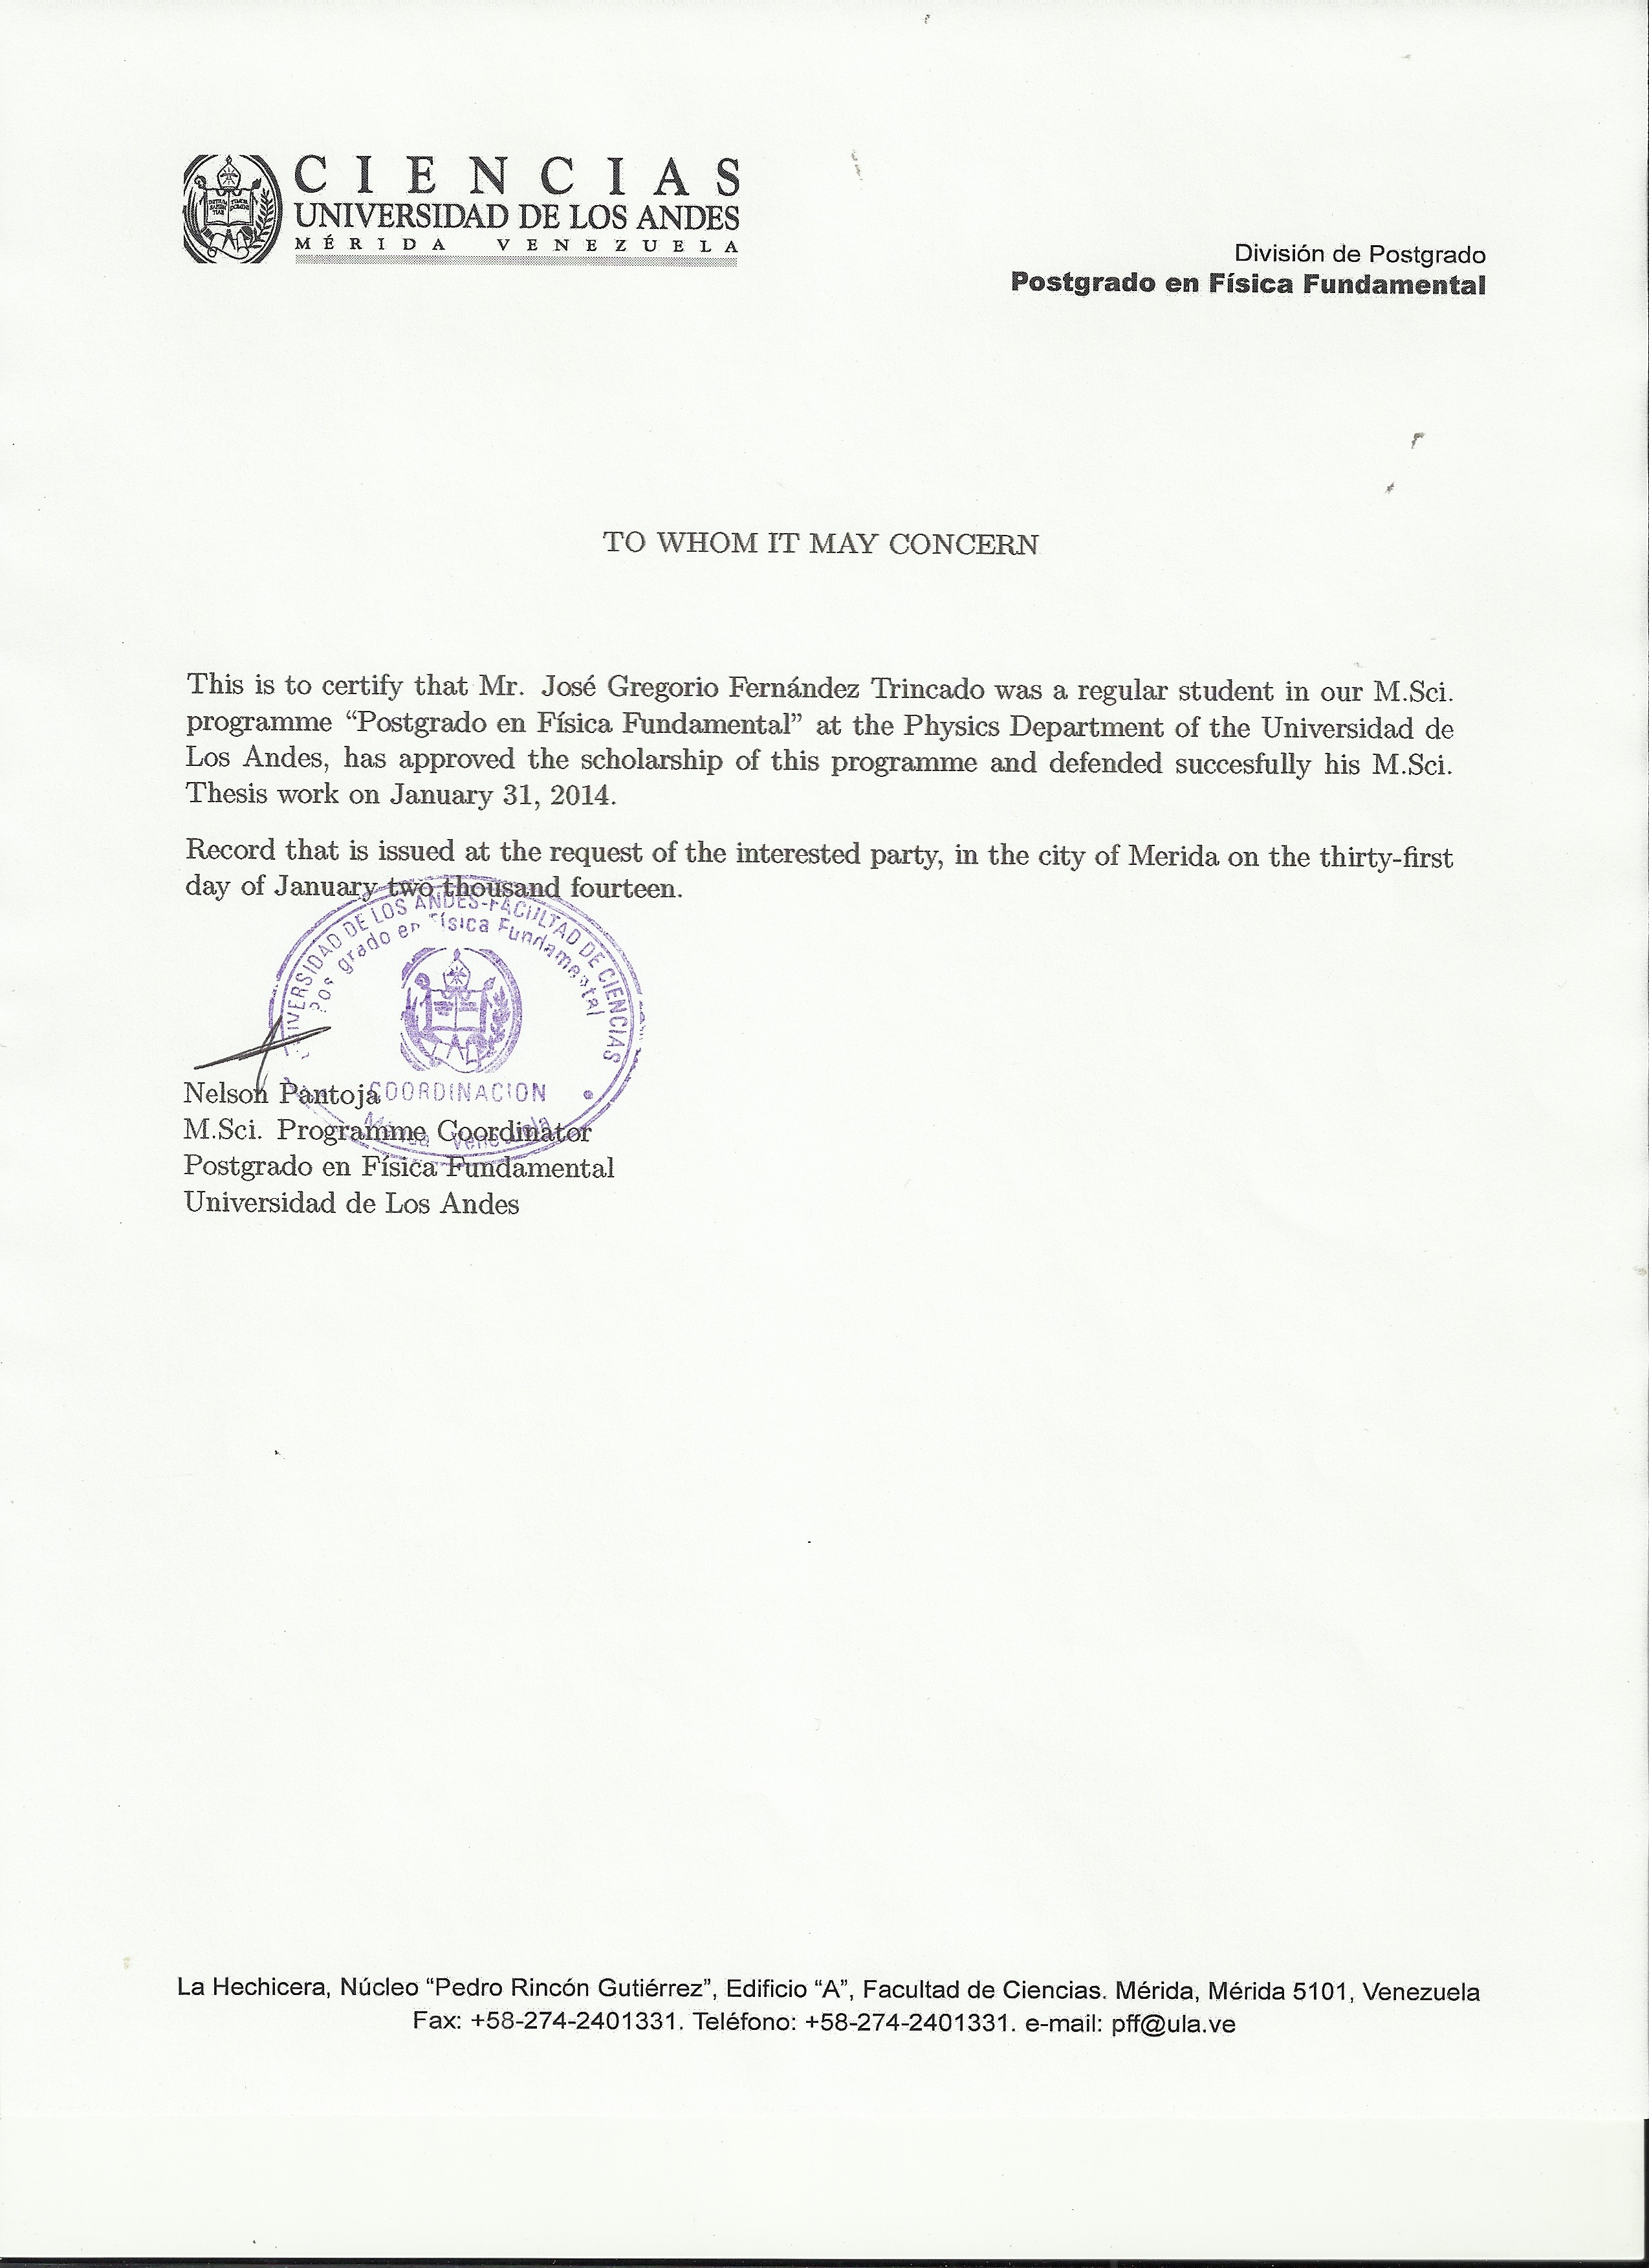 CIENCIAS
UNIVERSIDAD DE LOS ANDES
MÉRIDA VENEZUELA
División de Postgrado
Postgrado en Física Fundamental
TO WHOM IT MAY CONCERN
This is to certify that Mr. José Gregorio Fernández Trincado was a regular student in our M.Sci.
programme “Postgrado en Física Fundamental” at the Physics Department of the Universidad de
Los Andes, has approved the scholarship of this programme and defended succesfully his M.Sci.
Thesis work on January 31, 2014.
Record that is issued at the request of the interested party, in the city of Merida on the thirty-first
day of January two thousand fourteen.
UNIVERSIDAD DE LOS ANDES-FACULTAD DE CIENCIAS
Postgrado en Física Fundamental
COORDINACION
Mérida Venezuela
Nelson Pantoja
M.Sci. Programme Coordinator
Postgrado en Física Fundamental
Universidad de Los Andes
La Hechicera, Núcleo “Pedro Rincón Gutiérrez”, Edificio “A”, Facultad de Ciencias. Mérida, Mérida 5101, Venezuela
Fax: +58-274-2401331. Teléfono: +58-274-2401331. e-mail: pff@ula.ve